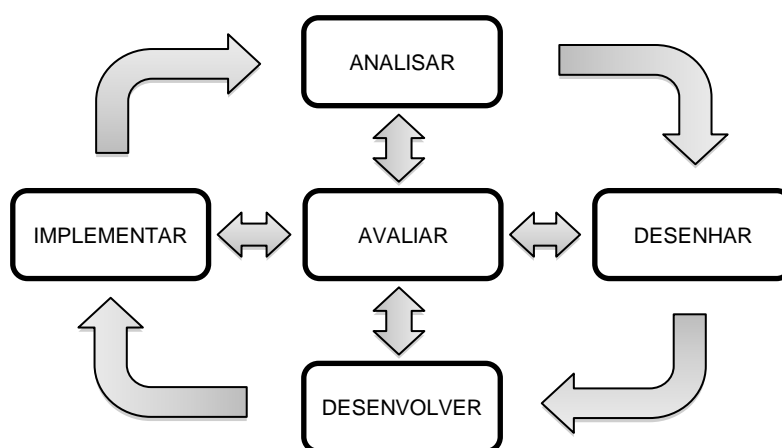 ANALISAR
IMPLEMENTAR
AVALIAR
DESENHAR
DESENVOLVER